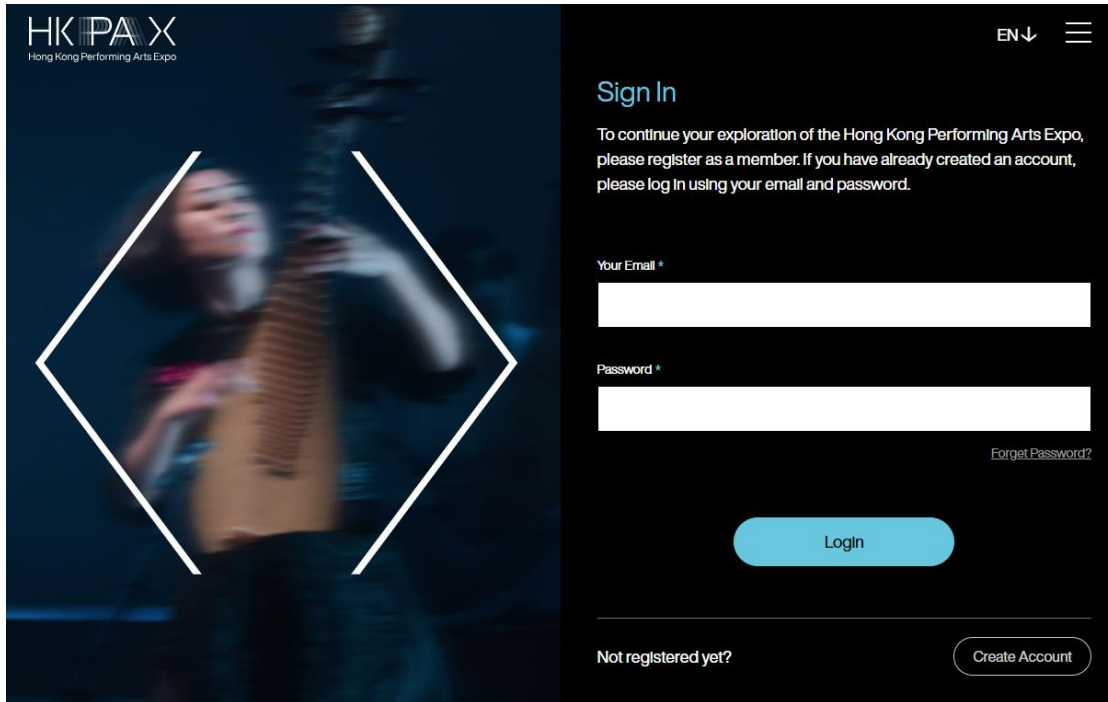 HKPAX
Hong Kong Performing Arts Expo
EN↓
Sign In
To continue your exploration of the Hong Kong Performing Arts Expo,
please register as a member. If you have already created an account,
please log in using your email and password.
Your Email *
Password *
Forget Password?
Login
Not registered yet?
Create Account